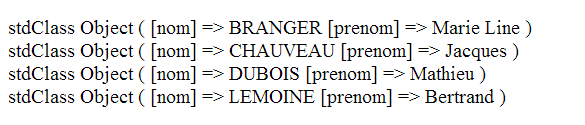 stdClass Object ( [nom] => BRANGER [prenom] => Marie Line )
stdClass Object ( [nom] => CHAUVEAU [prenom] => Jacques )
stdClass Object ( [nom] => DUBOIS [prenom] => Mathieu )
stdClass Object ( [nom] => LEMOINE [prenom] => Bertrand )